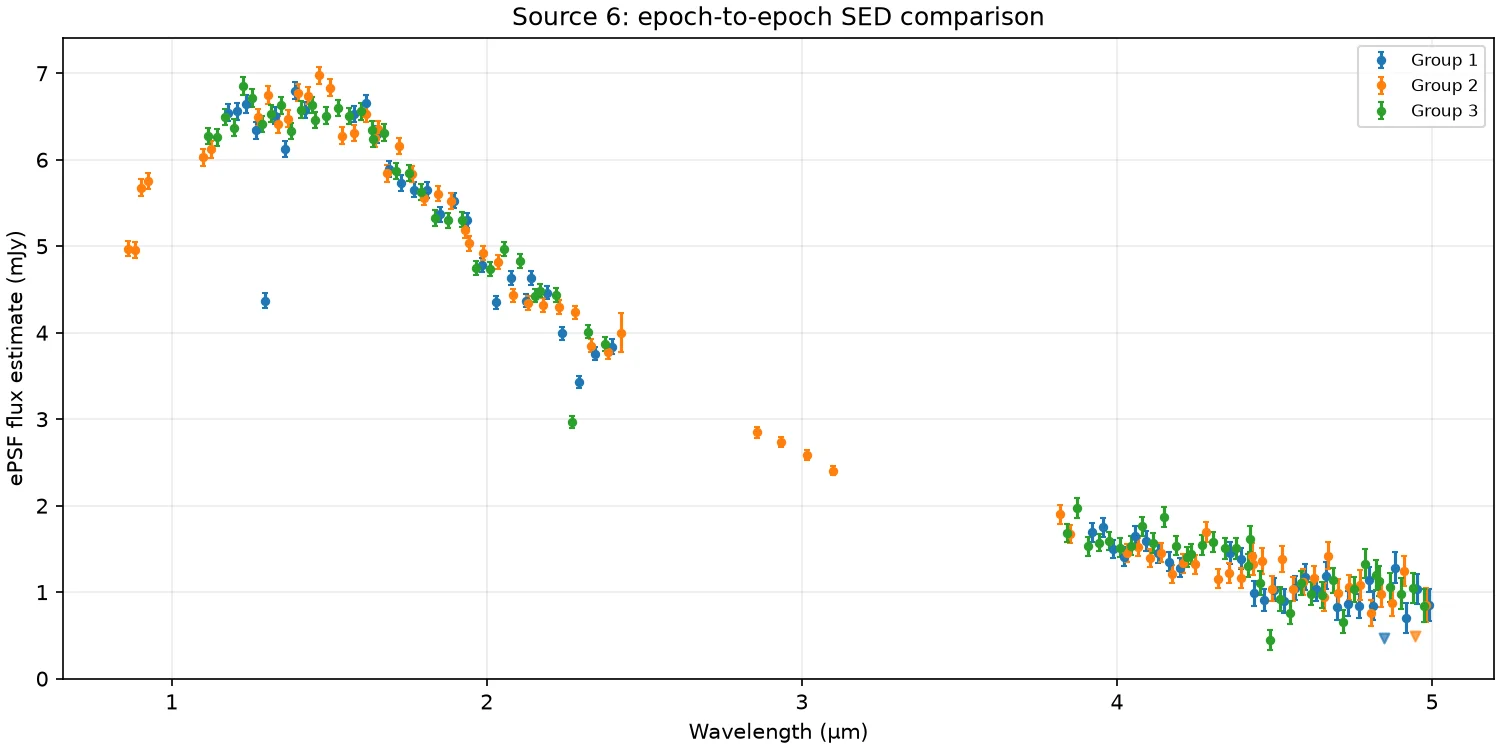 Source 6: epoch-to-epoch SED comparison
Group 1
Group 2
Group 3
ePSF flux estimate (mJy)
7
6
5
4
3
2
1
0
1
2
3
4
5
Wavelength (μm)